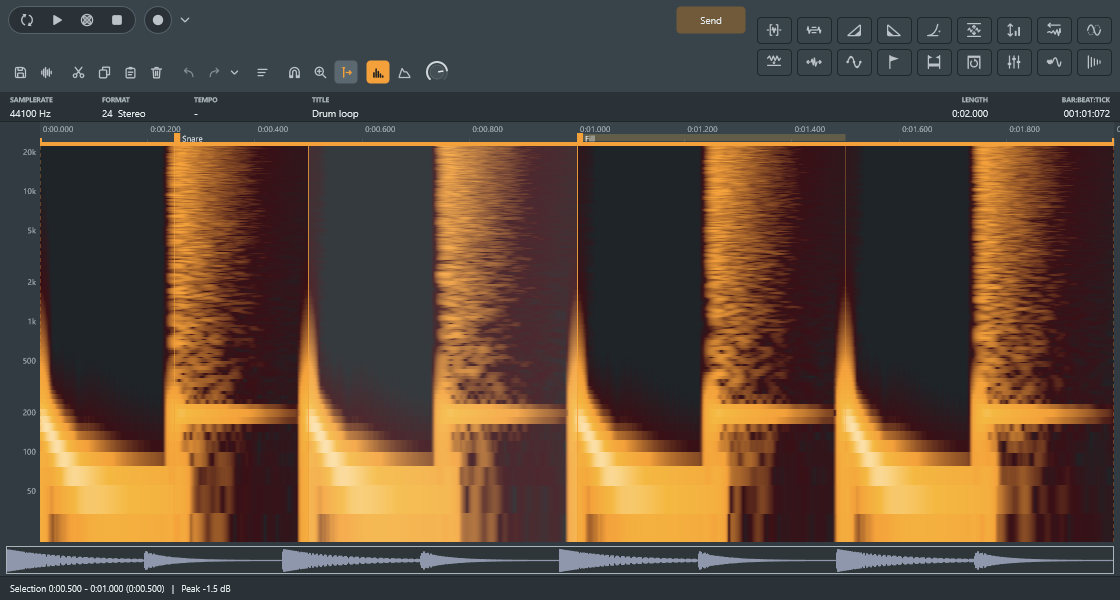 Send
SAMPLERATE FORMAT TEMPO TITLE LENGTH BAR:BEAT:TICK
44100 Hz 24 Stereo - Drum loop 0:02.000 001:01:072
0:00.000 0:00.200 0:00.400 0:00.600 0:00.800 0:01.000 0:01.200 0:01.400 0:01.600 0:01.800
Snare Fill
20k
10k
5k
2k
1k
500
200
100
50
Selection 0:00.500 - 0:01.000 (0:00.500) | Peak -1.5 dB